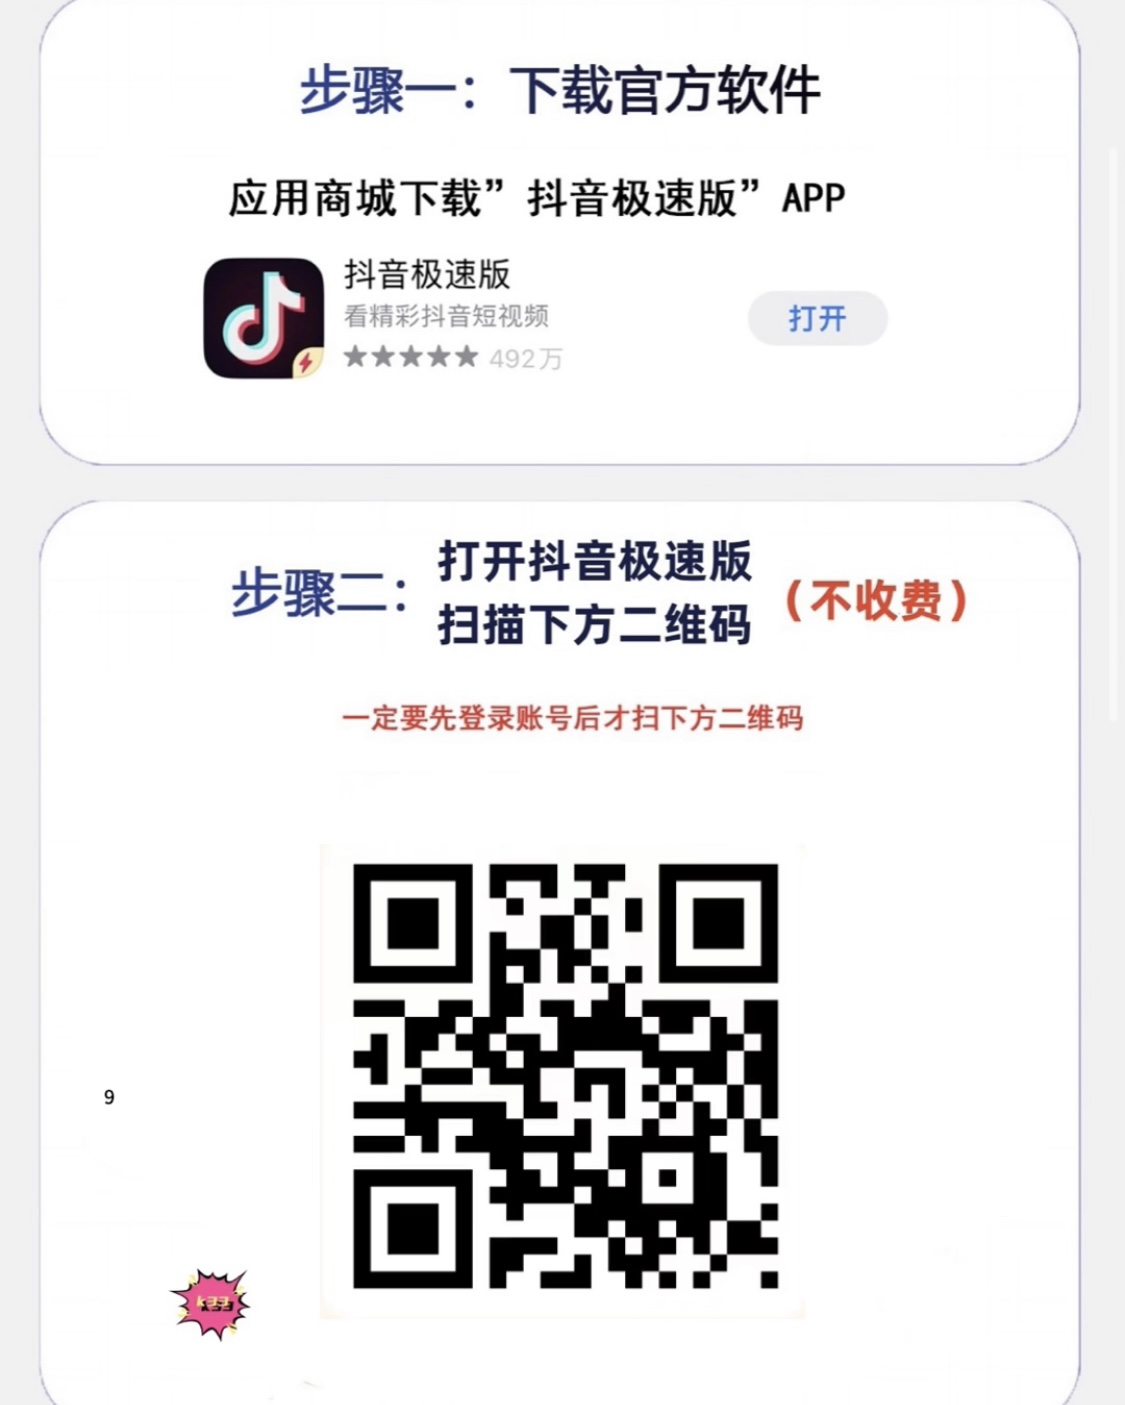 步骤一：下载官方软件
应用商城下载”抖音极速版”APP
抖音极速版
看精彩抖音短视频
492万
打开
步骤二：
打开抖音极速版
扫描下方二维码
（不收费）
一定要先登录账号后才扫下方二维码
9
k33